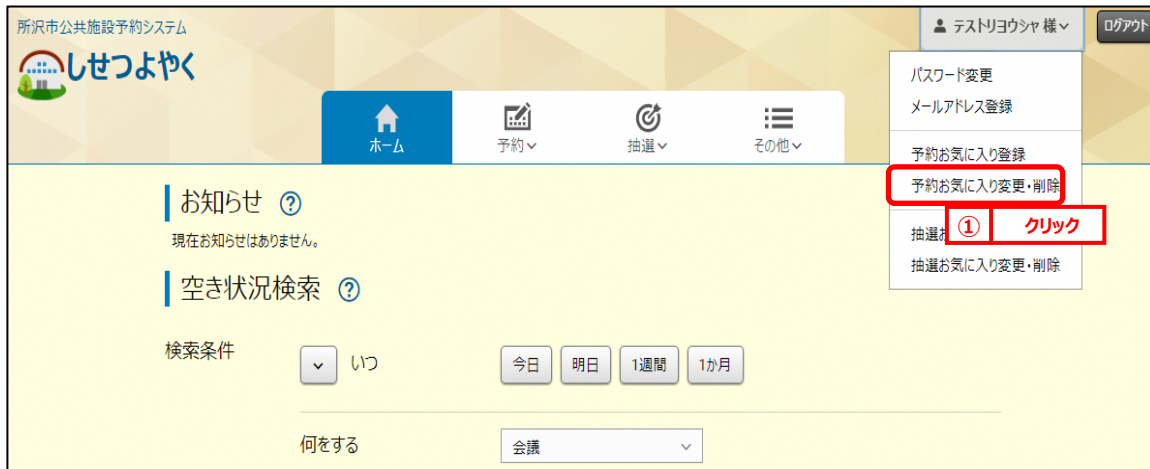 所沢市公共施設予約システム
しせつよやく
テストリヨウシャ 様
ログアウト
パスワード変更
メールアドレス登録
予約お気に入り登録
予約お気に入り変更・削除
① クリック
抽選お
抽選お気に入り変更・削除
ホーム
予約
抽選
その他
お知らせ ?
現在お知らせはありません。
空き状況検索 ?
検索条件
いつ
今日 明日 1週間 1か月
何をする
会議